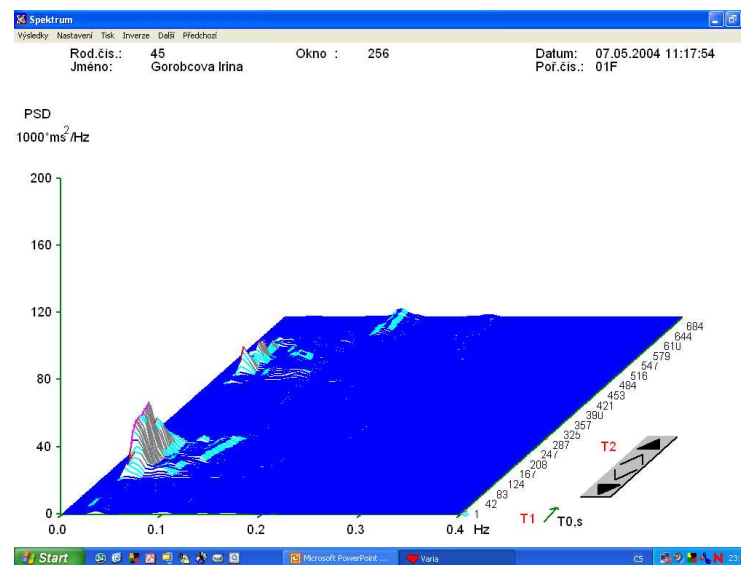 Spektrum
Výsledky Nastavení Tisk Inverze Další Předchozí
Rod.čis.: 45 Okno : 256 Datum: 07.05.2004 11:17:54
Jméno: Gorobcova Irina Poř.čis.: 01F
PSD
1000*ms²/Hz
200
160
120
80
40
0
0.0 0.1 0.2 0.3 0.4 Hz
684
644
610
579
547
516
484
453
421
390
357
325
287
247
208
167
124
83
42
1
T2
T1 T0,s
Start Microsoft PowerPoint ... Varia CS 23: